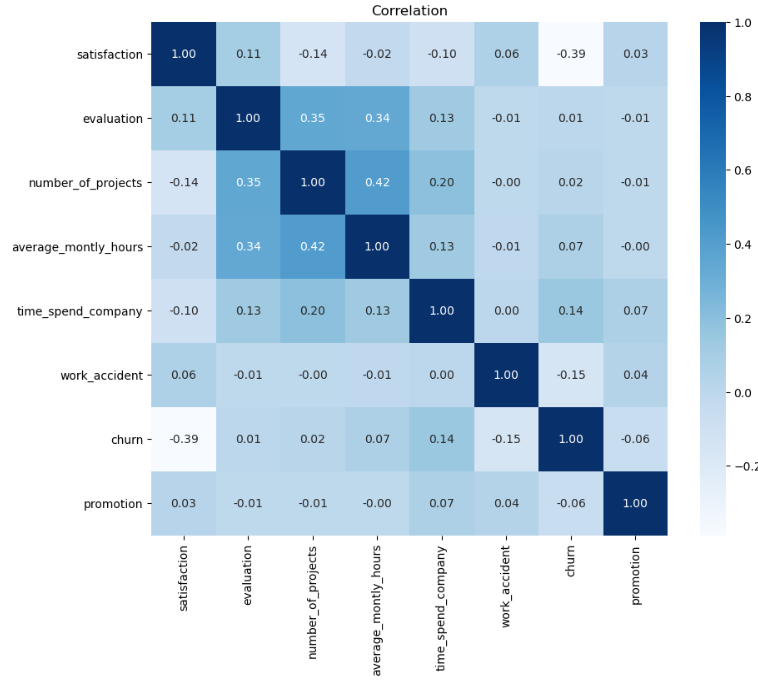 Correlation
satisfaction 1.00 0.11 -0.14 -0.02 -0.10 0.06 -0.39 0.03
evaluation 0.11 1.00 0.35 0.34 0.13 -0.01 0.01 -0.01
number_of_projects -0.14 0.35 1.00 0.42 0.20 -0.00 0.02 -0.01
average_montly_hours -0.02 0.34 0.42 1.00 0.13 -0.01 0.07 -0.00
time_spend_company -0.10 0.13 0.20 0.13 1.00 0.00 0.14 0.07
work_accident 0.06 -0.01 -0.00 -0.01 0.00 1.00 -0.15 0.04
churn -0.39 0.01 0.02 0.07 0.14 -0.15 1.00 -0.06
promotion 0.03 -0.01 -0.01 -0.00 0.07 0.04 -0.06 1.00
satisfaction
evaluation
number_of_projects
average_montly_hours
time_spend_company
work_accident
churn
promotion
1.0
0.8
0.6
0.4
0.2
0.0
−0.2